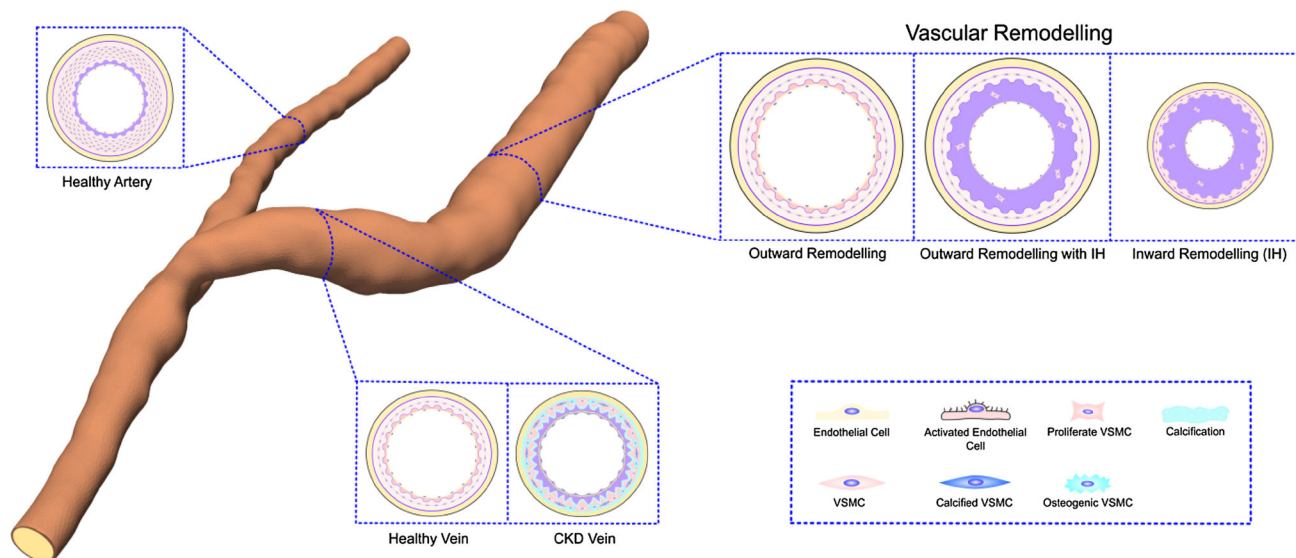 Vascular Remodelling
Healthy Artery
Outward Remodelling
Outward Remodelling with IH
Inward Remodelling (IH)
Healthy Vein
CKD Vein
Endothelial Cell
Activated Endothelial
Cell
Proliferate VSMC
Calcification
VSMC
Calcified VSMC
Osteogenic VSMC